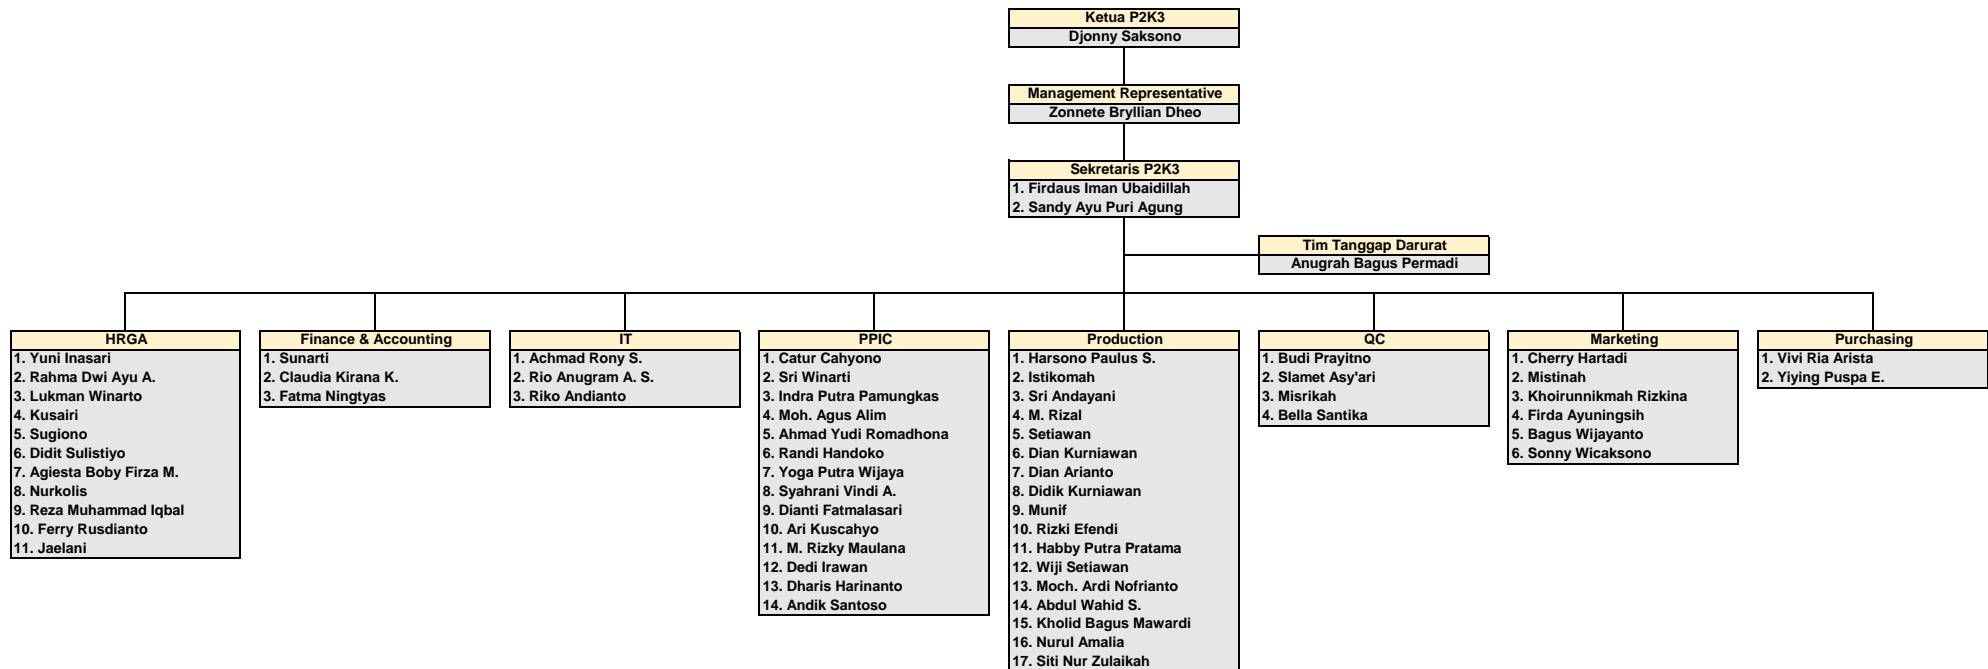 Ketua P2K3
Djonny Saksono
Management Representative
Zonnete Bryllian Dheo
Sekretaris P2K3
1. Firdaus Iman Ubaidillah
2. Sandy Ayu Puri Agung
Tim Tanggap Darurat
Anugrah Bagus Permadi
HRGA
1. Yuni Inasari
2. Rahma Dwi Ayu A.
3. Lukman Winarto
4. Kusairi
5. Sugiono
6. Didit Sulistiyo
7. Agiesta Boby Firza M.
8. Nurkolis
9. Reza Muhammad Iqbal
10. Ferry Rusdianto
11. Jaelani
Finance & Accounting
1. Sunarti
2. Claudia Kirana K.
3. Fatma Ningtyas
IT
1. Achmad Rony S.
2. Rio Anugram A. S.
3. Riko Andianto
PPIC
1. Catur Cahyono
2. Sri Winarti
3. Indra Putra Pamungkas
4. Moh. Agus Alim
5. Ahmad Yudi Romadhona
6. Randi Handoko
7. Yoga Putra Wijaya
8. Syahrani Vindi A.
9. Dianti Fatmalasari
10. Ari Kuscahyo
11. M. Rizky Maulana
12. Dedi Irawan
13. Dharis Harinanto
14. Andik Santoso
Production
1. Harsono Paulus S.
2. Istikomah
3. Sri Andayani
4. M. Rizal
5. Setiawan
6. Dian Kurniawan
7. Dian Arianto
8. Didik Kurniawan
9. Munif
10. Rizki Efendi
11. Habby Putra Pratama
12. Wiji Setiawan
13. Moch. Ardi Nofrianto
14. Abdul Wahid S.
15. Kholid Bagus Mawardi
16. Nurul Amalia
17. Siti Nur Zulaikah
QC
1. Budi Prayitno
2. Slamet Asy'ari
3. Misrikah
4. Bella Santika
Marketing
1. Cherry Hartadi
2. Mistinah
3. Khoirunnikmah Rizkina
4. Firda Ayuningsih
5. Bagus Wijayanto
6. Sonny Wicaksono
Purchasing
1. Vivi Ria Arista
2. Yiying Puspa E.